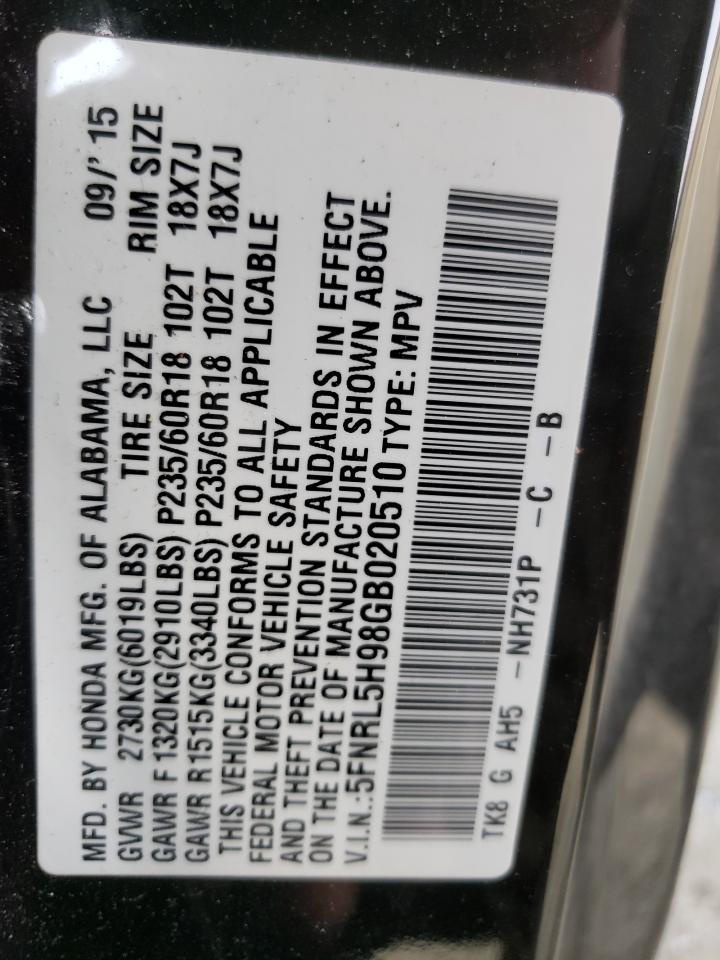 MFD. BY HONDA MFG. OF ALABAMA, LLC 09/' 15
GVWR 2730KG(6019LBS) TIRE SIZE RIM SIZE
GAWR F 1320KG(2910LBS) P235/60R18 102T 18X7J
GAWR R1515KG(3340LBS) P235/60R18 102T 18X7J
THIS VEHICLE CONFORMS TO ALL APPLICABLE
FEDERAL MOTOR VEHICLE SAFETY
AND THEFT PREVENTION STANDARDS IN EFFECT
ON THE DATE OF MANUFACTURE SHOWN ABOVE.
V.I.N.:5FNRL5H98GB020510 TYPE: MPV
TK8 G AH5 -NH731P -C -B